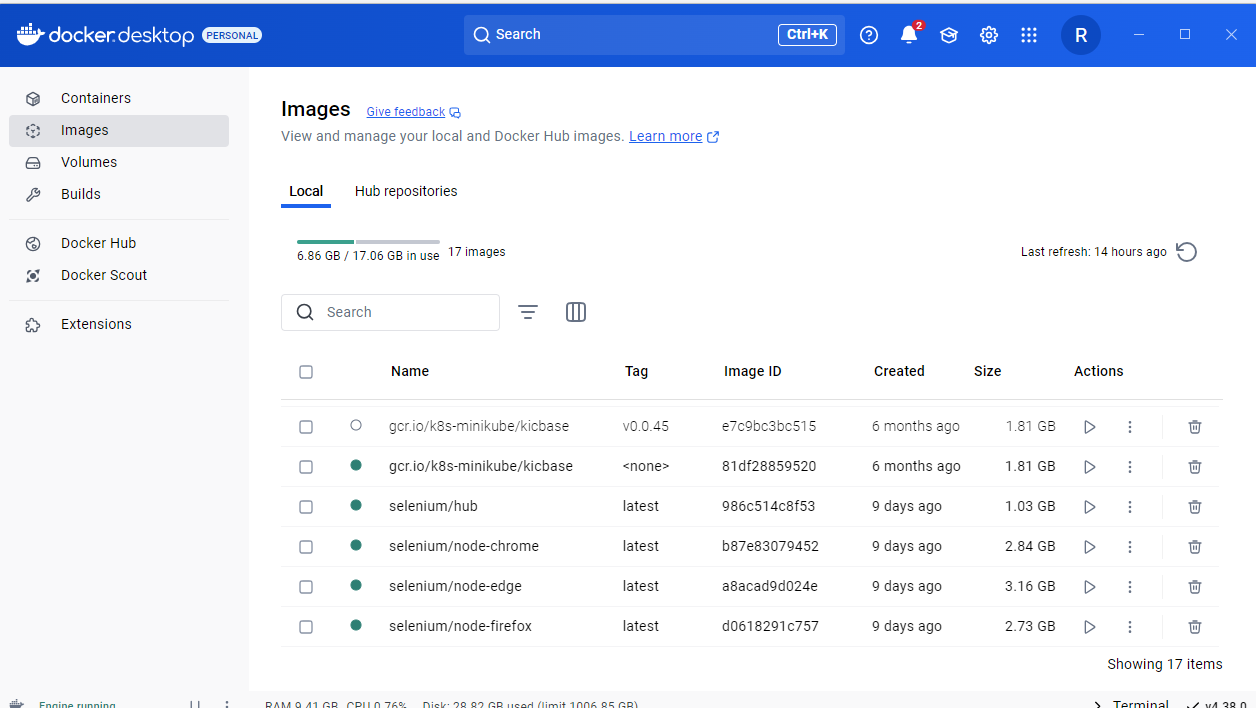 docker.desktop PERSONAL Search Ctrl+K 2 R
Containers
Images
Volumes
Builds
Docker Hub
Docker Scout
Extensions
Images Give feedback
View and manage your local and Docker Hub images. Learn more
Local Hub repositories
6.86 GB / 17.06 GB in use 17 images Last refresh: 14 hours ago
Search
Name Tag Image ID Created Size Actions
gcr.io/k8s-minikube/kicbase v0.0.45 e7c9bc3bc515 6 months ago 1.81 GB
gcr.io/k8s-minikube/kicbase <none> 81df28859520 6 months ago 1.81 GB
selenium/hub latest 986c514c8f53 9 days ago 1.03 GB
selenium/node-chrome latest b87e83079452 9 days ago 2.84 GB
selenium/node-edge latest a8acad9d024e 9 days ago 3.16 GB
selenium/node-firefox latest d0618291c757 9 days ago 2.73 GB
Showing 17 items
Engine running RAM 9.41 GB CPU 0.76% Disk: 28.82 GB used (limit 1006.85 GB) Terminal v4.38.0